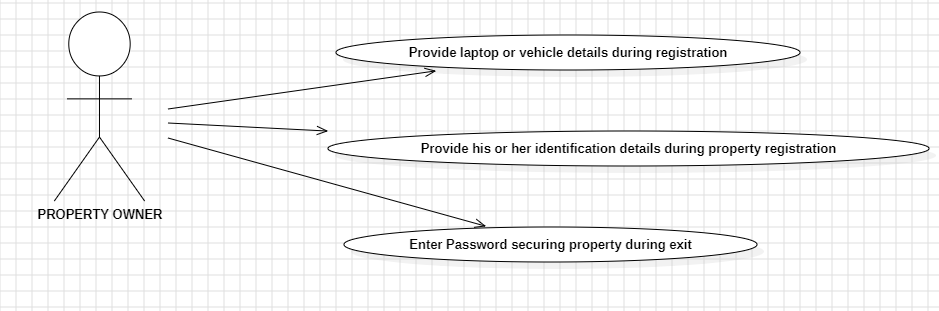 Provide laptop or vehicle details during registration
Provide his or her identification details during property registration
PROPERTY OWNER
Enter Password securing property during exit